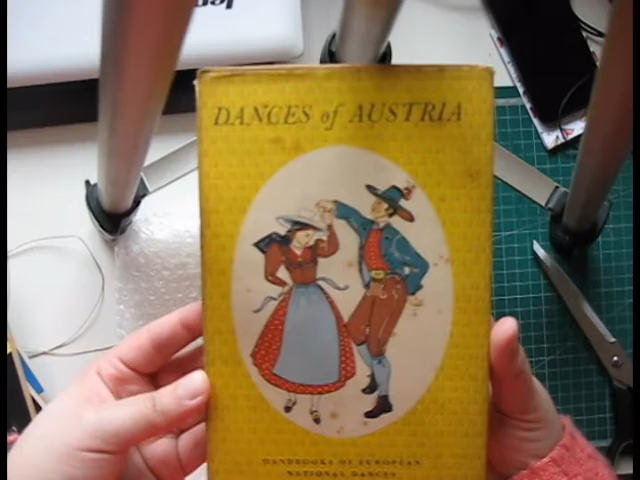 DANCES of AUSTRIA
HANDBOOKS OF EUROPEAN
NATIONAL DANCES